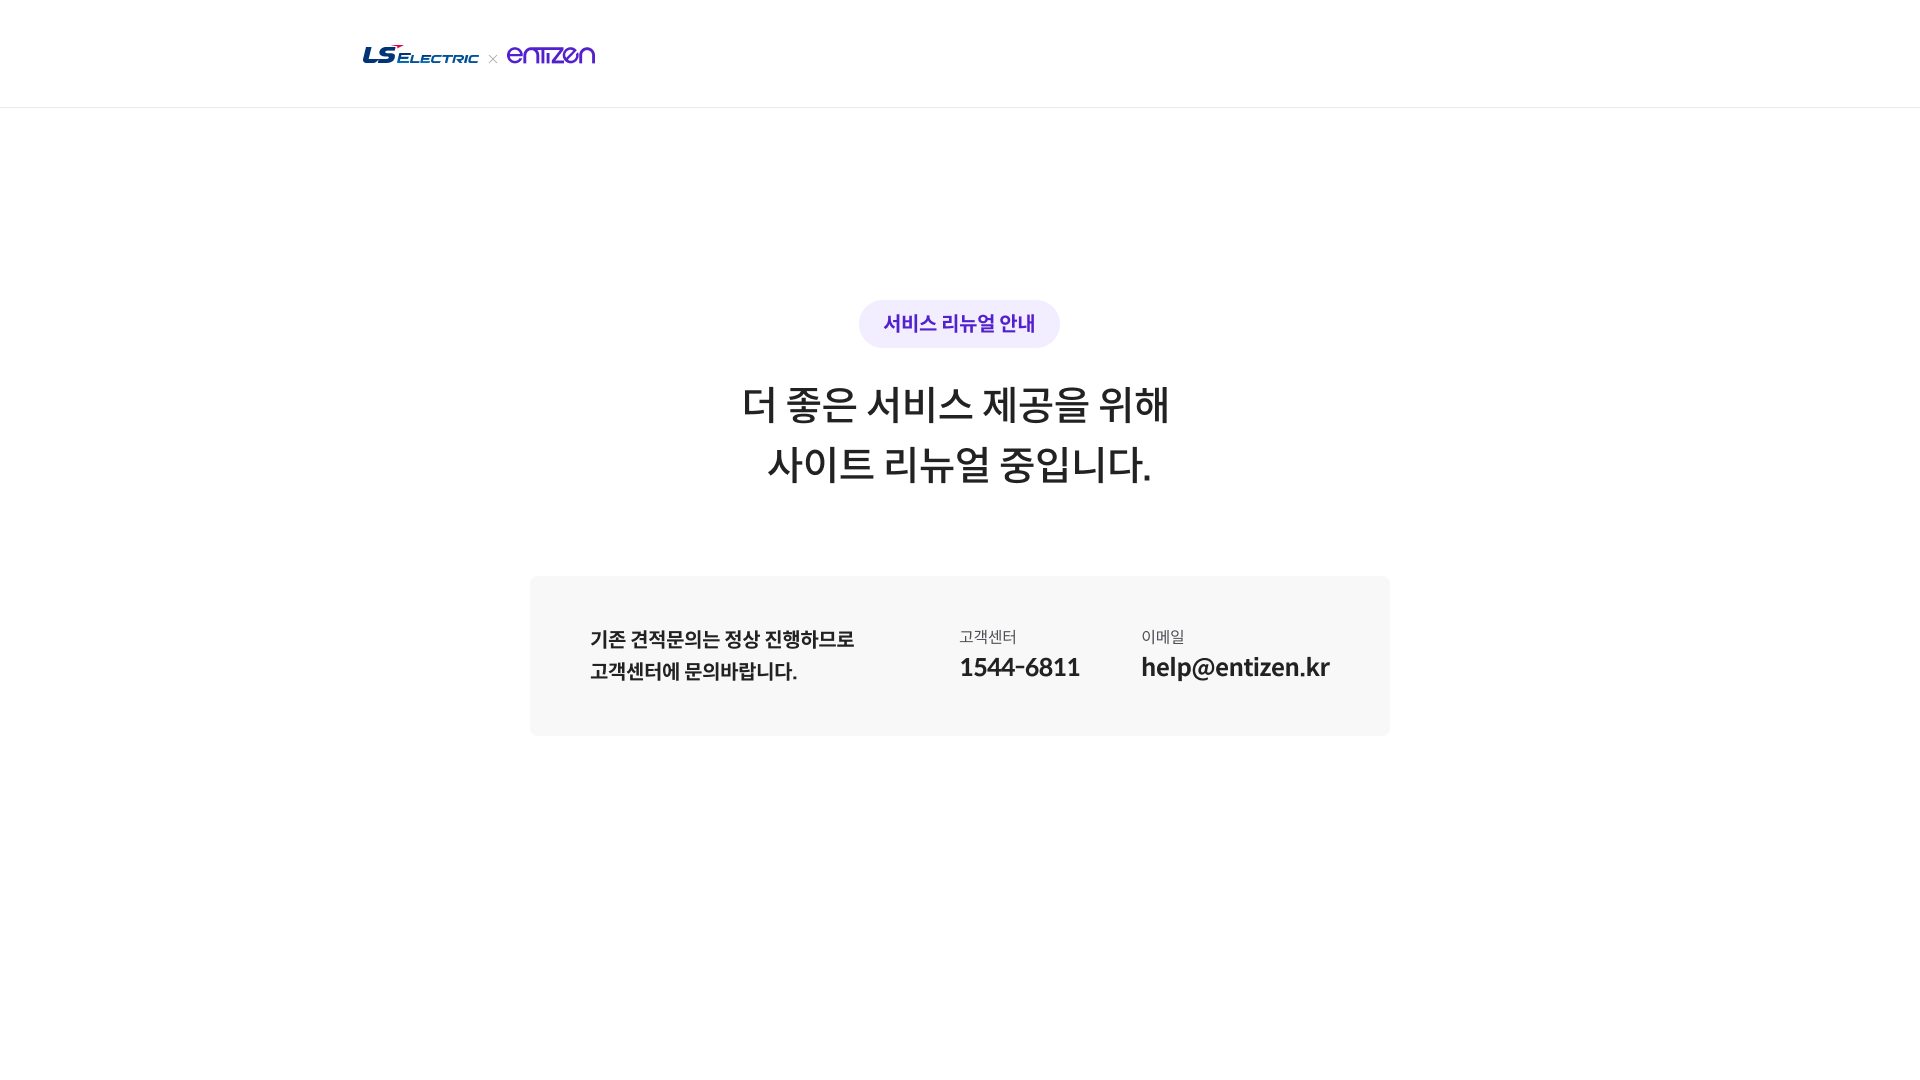 LS ELECTRIC × entizen
서비스 리뉴얼 안내
더 좋은 서비스 제공을 위해
사이트 리뉴얼 중입니다.
기존 견적문의는 정상 진행하므로
고객센터에 문의바랍니다.
고객센터
1544-6811
이메일
help@entizen.kr